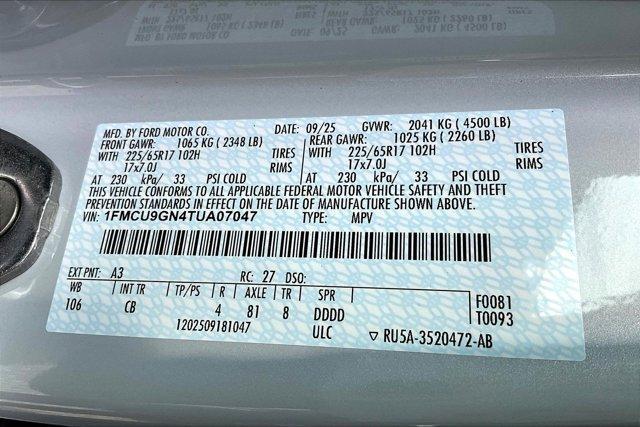 MFD. BY FORD MOTOR CO. DATE: 09/25 GVWR: 2041 KG ( 4500 LB)
FRONT GAWR: 1065 KG ( 2348 LB) REAR GAWR: 1025 KG ( 2260 LB)
WITH 225/65R17 102H TIRES WITH 225/65R17 102H TIRES
17x7.0J RIMS 17x7.0J RIMS
AT 230 kPa/ 33 PSI COLD AT 230 kPa/ 33 PSI COLD
THIS VEHICLE CONFORMS TO ALL APPLICABLE FEDERAL MOTOR VEHICLE SAFETY AND THEFT
PREVENTION STANDARDS IN EFFECT ON THE DATE OF MANUFACTURE SHOWN ABOVE.
VIN: 1FMCU9GN4TUA07047 TYPE: MPV
EXT PNT: A3 RC: 27 DSO:
WB INT TR TP/PS R AXLE TR SPR F0081
106 CB 4 81 8 DDDD T0093
1202509181047 ULC ▽ RU5A-3520472-AB